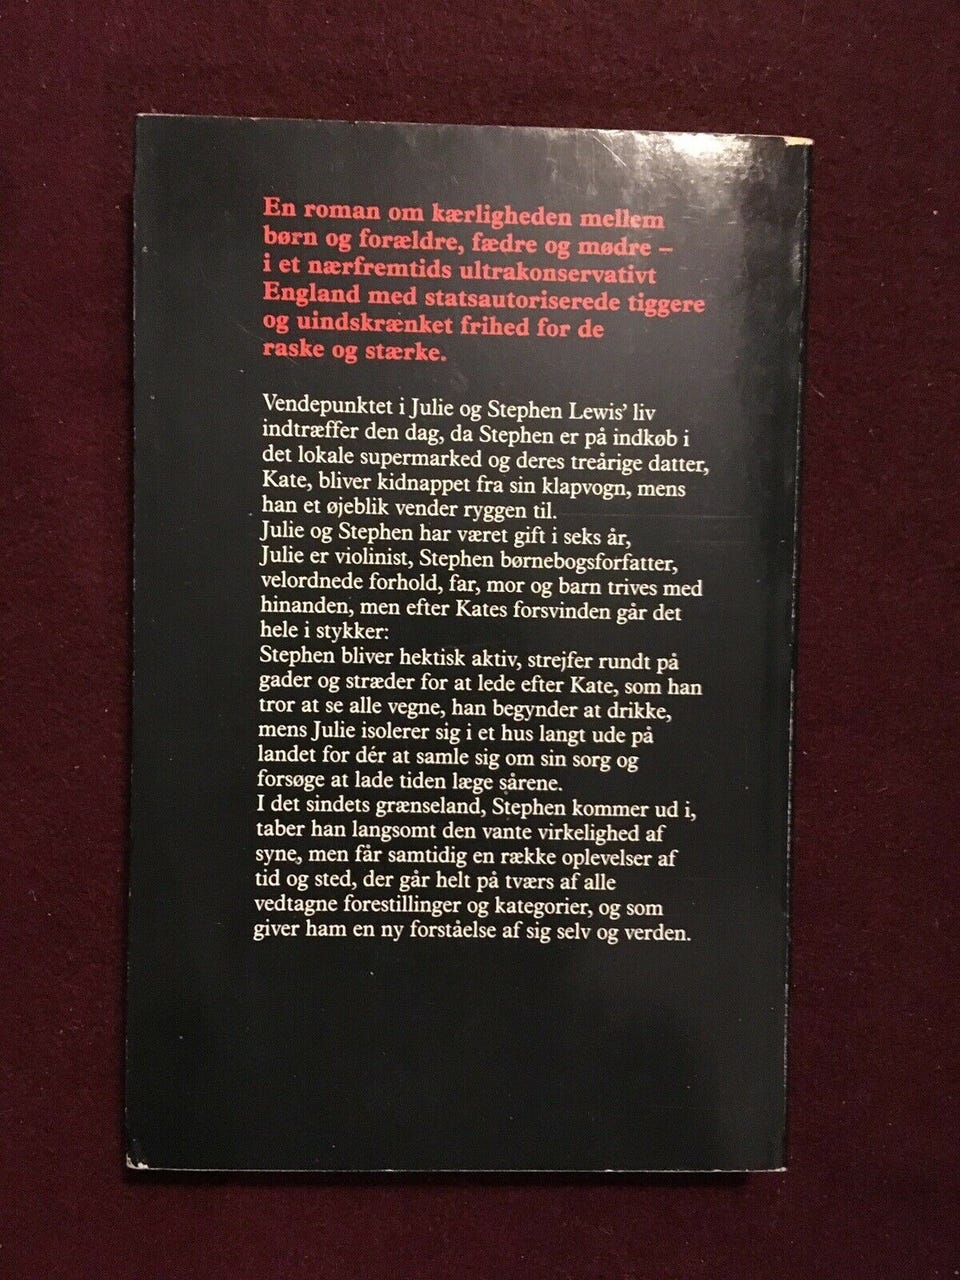 En roman om kærligheden mellem
børn og forældre, fædre og mødre –
i et nærfremtids ultrakonservativt
England med statsautoriserede tiggere
og uindskrænket frihed for de
raske og stærke.
Vendepunktet i Julie og Stephen Lewis’ liv
indtræffer den dag, da Stephen er på indkøb i
det lokale supermarked og deres treårige datter,
Kate, bliver kidnappet fra sin klapvogn, mens
han et øjeblik vender ryggen til.
Julie og Stephen har været gift i seks år,
Julie er violinist, Stephen børnebogsforfatter,
velordnede forhold, far, mor og barn trives med
hinanden, men efter Kates forsvinden går det
hele i stykker:
Stephen bliver hektisk aktiv, strejfer rundt på
gader og stræder for at lede efter Kate, som han
tror at se alle vegne, han begynder at drikke,
mens Julie isolerer sig i et hus langt ude på
landet for dér at samle sig om sin sorg og
forsøge at lade tiden læge sårene.
I det sindets grænseland, Stephen kommer ud i,
taber han langsomt den vante virkelighed af
syne, men får samtidig en række oplevelser af
tid og sted, der går helt på tværs af alle
vedtagne forestillinger og kategorier, og som
giver ham en ny forståelse af sig selv og verden.